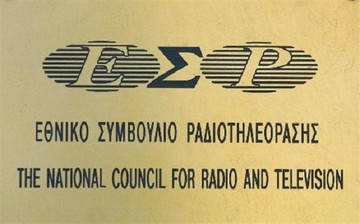 ΕΣΡ
ΕΘΝΙΚΟ ΣΥΜΒΟΥΛΙΟ ΡΑΔΙΟΤΗΛΕΟΡΑΣΗΣ
THE NATIONAL COUNCIL FOR RADIO AND TELEVISION